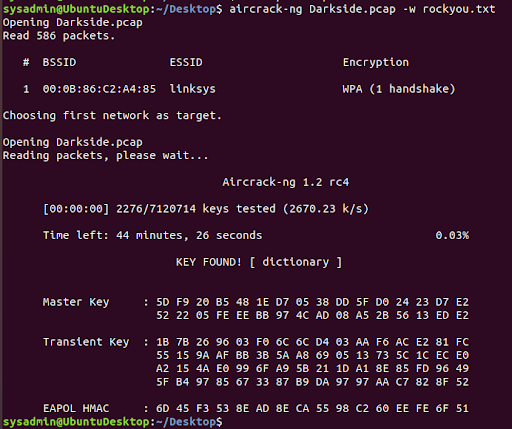 sysadmin@UbuntuDesktop:~/Desktop$ aircrack-ng Darkside.pcap -w rockyou.txt
Opening Darkside.pcap
Read 586 packets.
# BSSID ESSID Encryption
1 00:0B:86:C2:A4:85 linksys WPA (1 handshake)
Choosing first network as target.
Opening Darkside.pcap
Reading packets, please wait...
Aircrack-ng 1.2 rc4
[00:00:00] 2276/7120714 keys tested (2670.23 k/s)
Time left: 44 minutes, 26 seconds 0.03%
KEY FOUND! [ dictionary ]
Master Key : 5D F9 20 B5 48 1E D7 05 38 DD 5F D0 24 23 D7 E2
52 22 05 FE EE BB 97 4C AD 08 A5 2B 56 13 ED E2
Transient Key : 1B 7B 26 96 03 F0 6C 6C D4 03 AA F6 AC E2 81 FC
55 15 9A AF BB 3B 5A A8 69 05 13 73 5C 1C EC E0
A2 15 4A E0 99 6F A9 5B 21 1D A1 8E 85 FD 96 49
5F B4 97 85 67 33 87 B9 DA 97 97 AA C7 82 8F 52
EAPOL HMAC : 6D 45 F3 53 8E AD 8E CA 55 98 C2 60 EE FE 6F 51
sysadmin@UbuntuDesktop:~/Desktop$